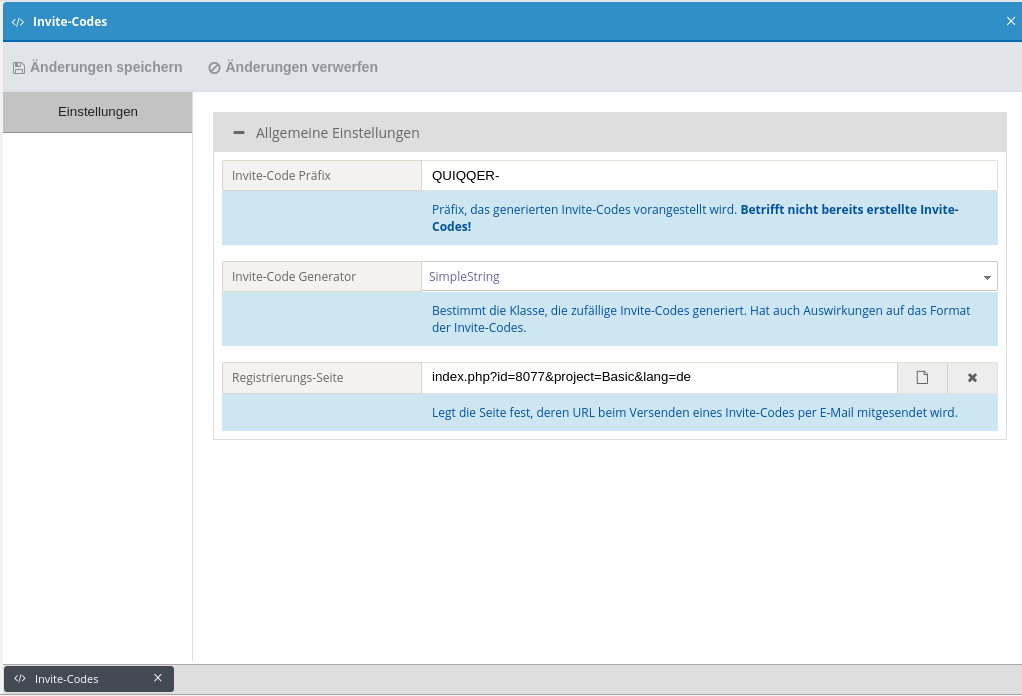 Invite-Codes
Änderungen speichern Änderungen verwerfen
Einstellungen
Allgemeine Einstellungen
Invite-Code Präfix QUIQQER-
Präfix, das generierten Invite-Codes vorangestellt wird. Betrifft nicht bereits erstellte Invite-
Codes!
Invite-Code Generator SimpleString
Bestimmt die Klasse, die zufällige Invite-Codes generiert. Hat auch Auswirkungen auf das Format
der Invite-Codes.
Registrierungs-Seite index.php?id=8077&project=Basic&lang=de
Legt die Seite fest, deren URL beim Versenden eines Invite-Codes per E-Mail mitgesendet wird.
Invite-Codes